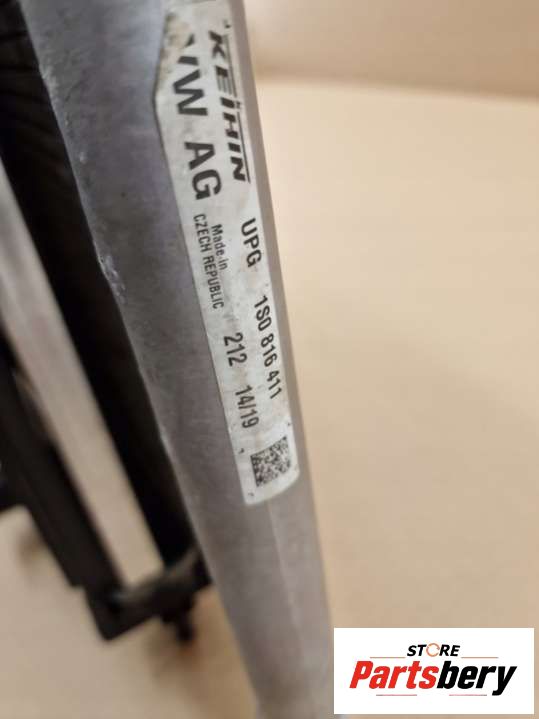 KEIHIN
VW AG
UPG 1S0 816 411
Made in
CZECH REPUBLIC
212 14/19
STORE
Partsbery